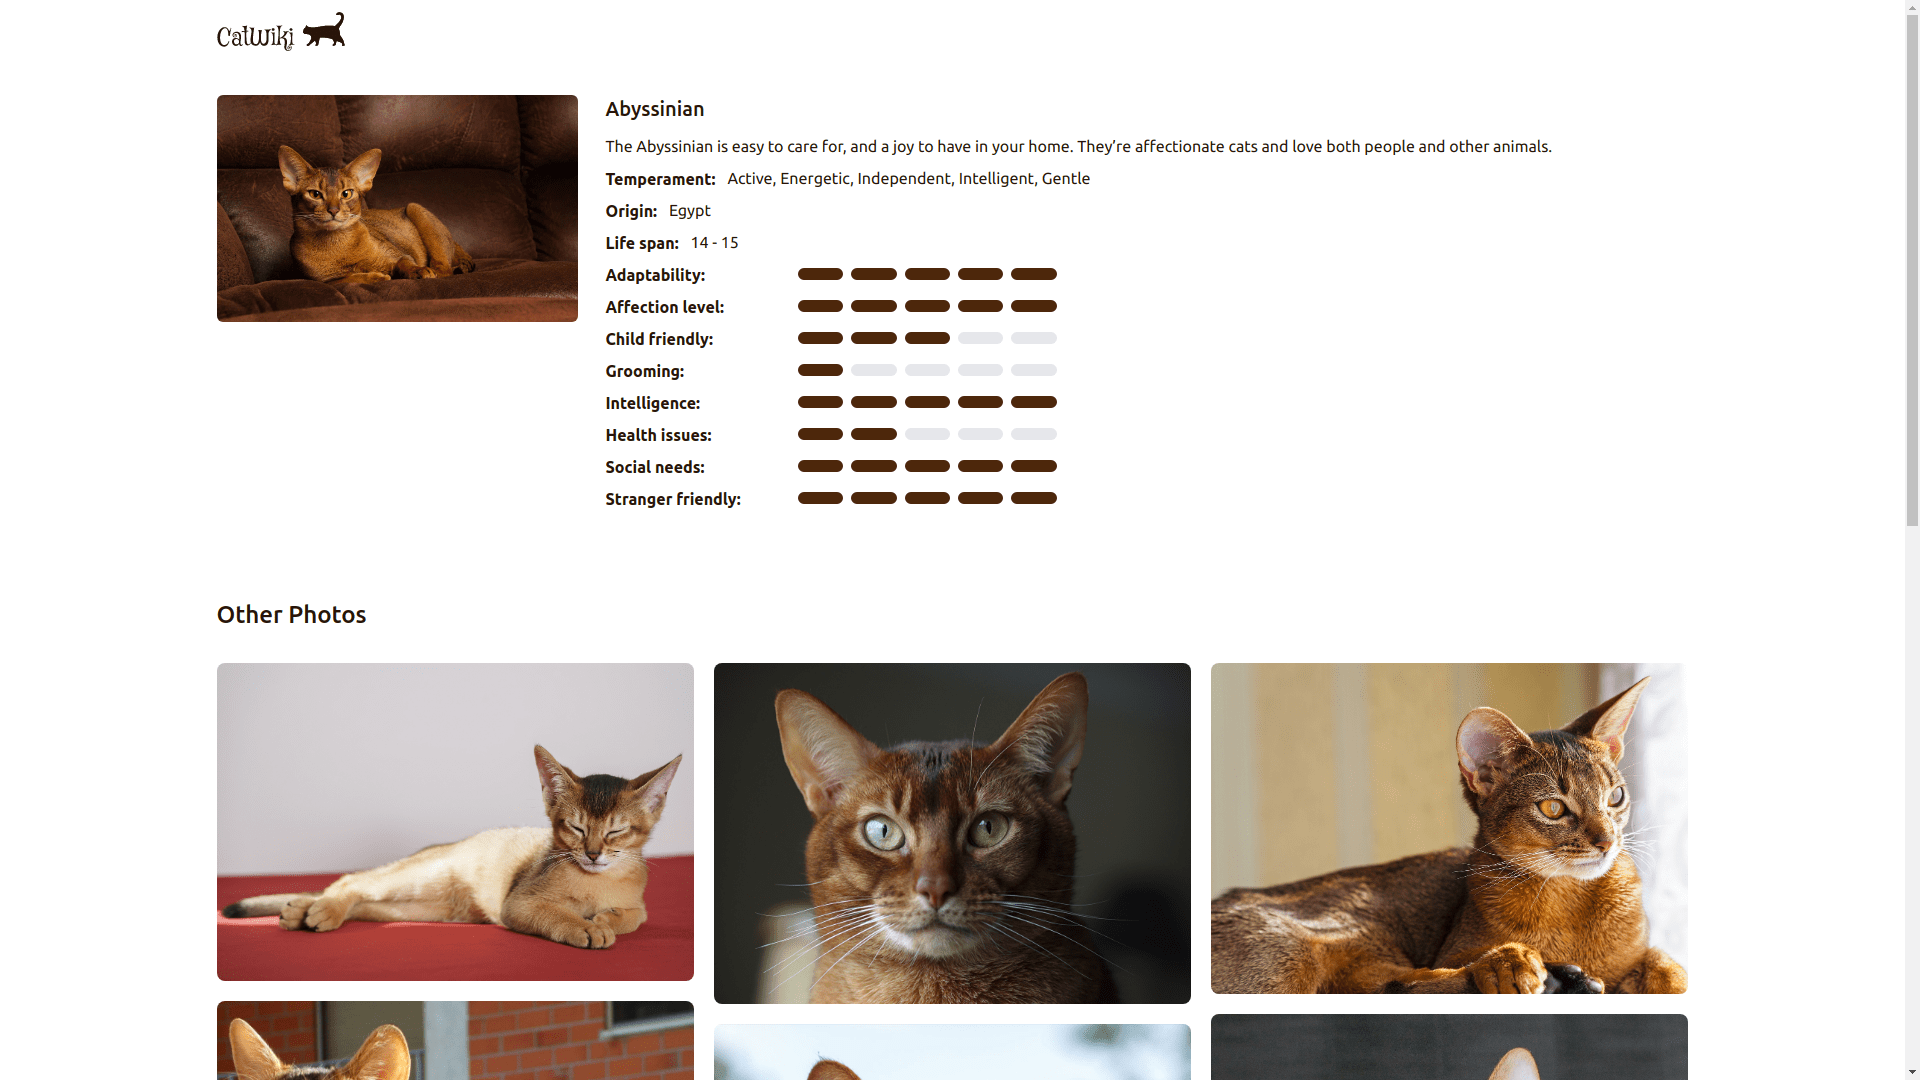 CatWiki
Abyssinian
The Abyssinian is easy to care for, and a joy to have in your home. They’re affectionate cats and love both people and other animals.
Temperament: Active, Energetic, Independent, Intelligent, Gentle
Origin: Egypt
Life span: 14 - 15
Adaptability:
Affection level:
Child friendly:
Grooming:
Intelligence:
Health issues:
Social needs:
Stranger friendly:
Other Photos